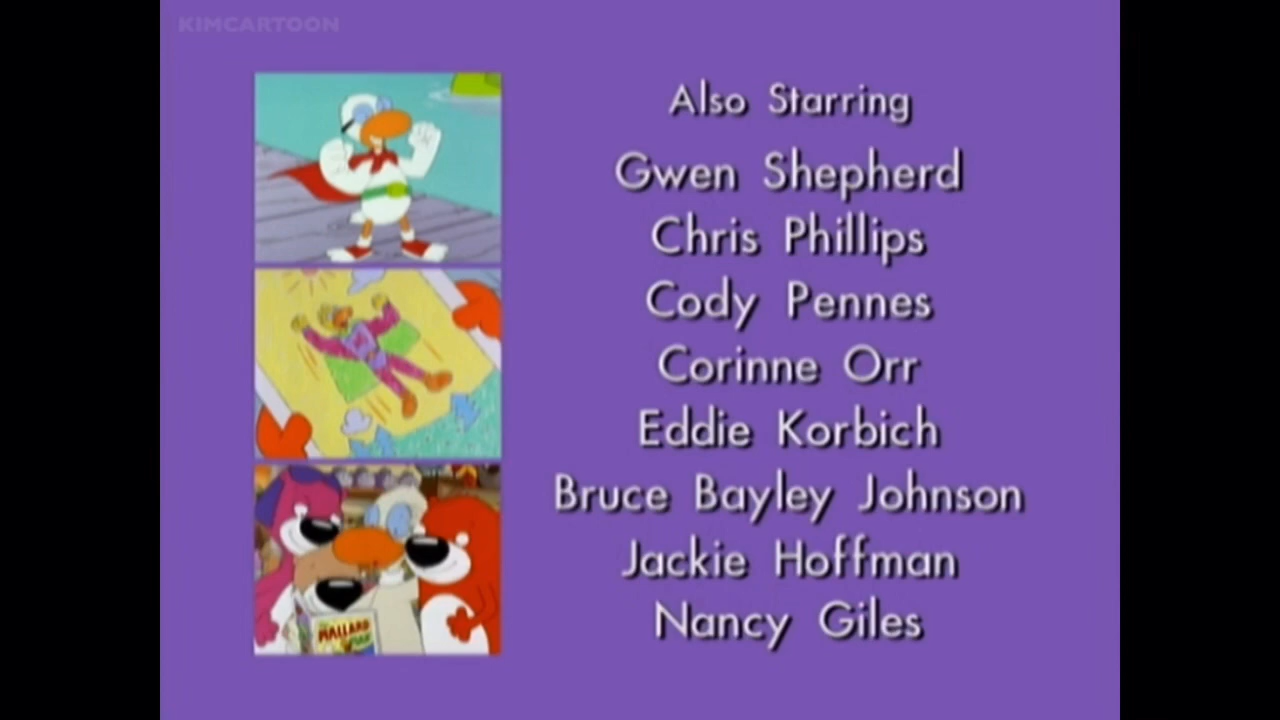 KIMCARTOON
Also Starring
Gwen Shepherd
Chris Phillips
Cody Pennes
Corinne Orr
Eddie Korbich
Bruce Bayley Johnson
Jackie Hoffman
Nancy Giles
MALLARD